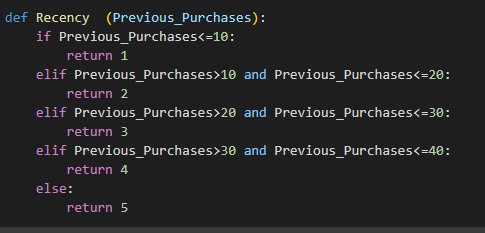 def Recency  (Previous_Purchases):
    if Previous_Purchases<=10:
        return 1
    elif Previous_Purchases>10 and Previous_Purchases<=20:
        return 2
    elif Previous_Purchases>20 and Previous_Purchases<=30:
        return 3
    elif Previous_Purchases>30 and Previous_Purchases<=40:
        return 4
    else:
        return 5